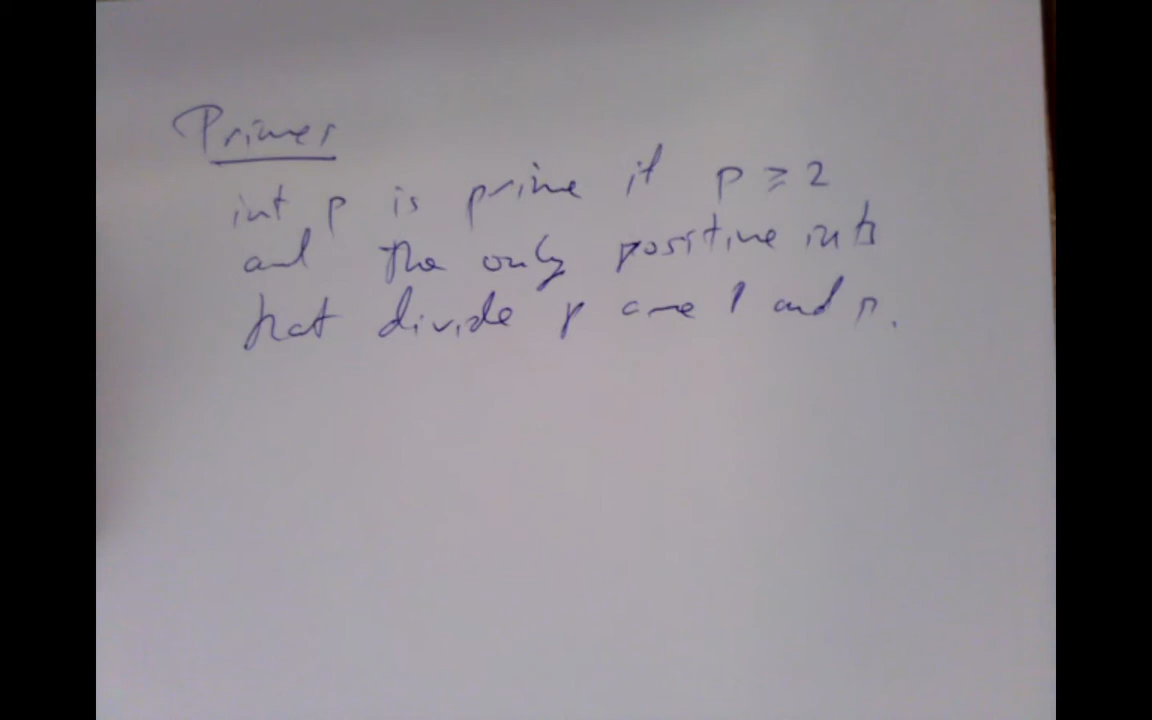 Primes
int p is prime if p ≥ 2
and the only positive ints
that divide p are 1 and p.